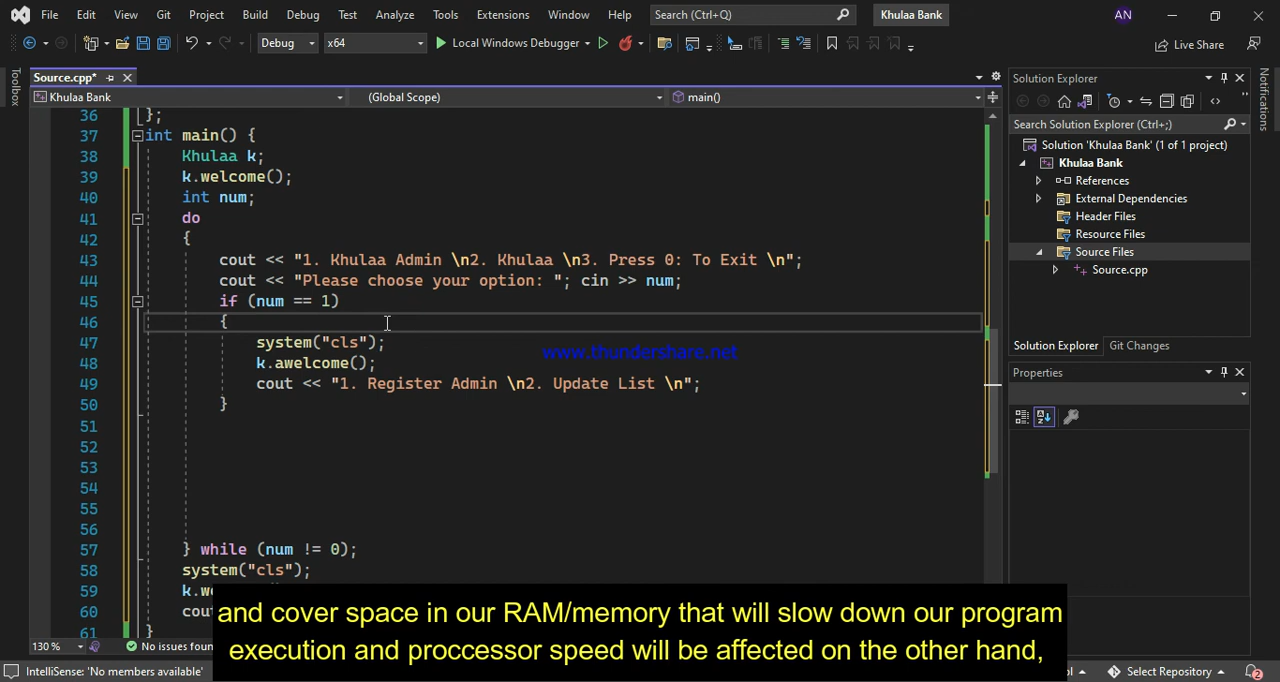 File Edit View Git Project Build Debug Test Analyze Tools Extensions Window Help Search (Ctrl+Q) Khulaa Bank AN
Debug x64 Local Windows Debugger Live Share
Toolbox
Source.cpp*
Khulaa Bank (Global Scope) main()
36 };
37 int main() {
38 Khulaa k;
39 k.welcome();
40 int num;
41 do
42 {
43 cout << "1. Khulaa Admin \n2. Khulaa \n3. Press 0: To Exit \n";
44 cout << "Please choose your option: "; cin >> num;
45 if (num == 1)
46 {
47 system("cls");
48 k.awelcome();
49 cout << "1. Register Admin \n2. Update List \n";
50 }
51
52
53
54
55
56
57 } while (num != 0);
58 system("cls");
59 k.we
60 cou
61 }
www.thundershare.net
130 % No issues foun
Solution Explorer
Search Solution Explorer (Ctrl+;)
Solution 'Khulaa Bank' (1 of 1 project)
Khulaa Bank
References
External Dependencies
Header Files
Resource Files
Source Files
Source.cpp
Solution Explorer Git Changes
Properties
Notifications
and cover space in our RAM/memory that will slow down our program
execution and proccessor speed will be affected on the other hand,
IntelliSense: 'No members available' Select Repository 2